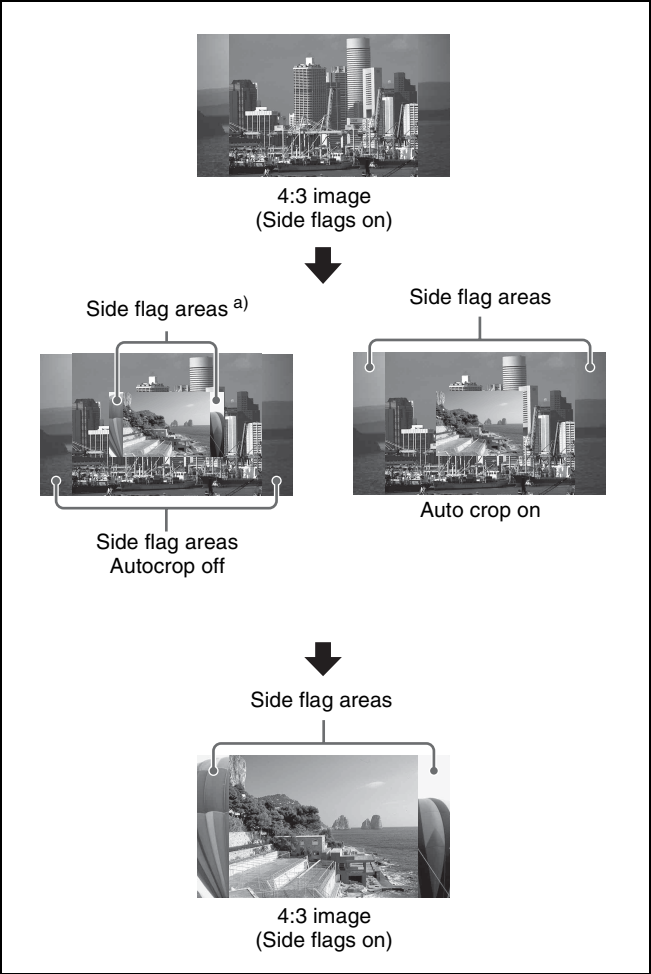 4:3 image
(Side flags on)
Side flag areas a)
Side flag areas
Side flag areas
Autocrop off
Auto crop on
Side flag areas
4:3 image
(Side flags on)